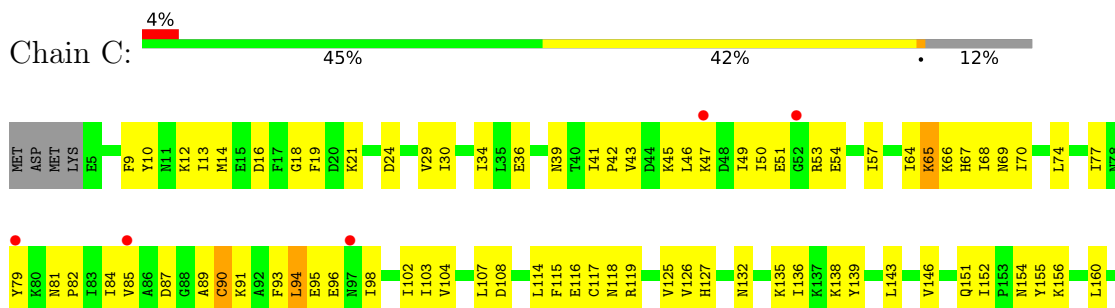 4%
Chain C:
45% 42% • 12%
MET ASP MET LYS E5 F9 Y10 N11 K12 I13 M14 E15 D16 F17 G18 F19 D20 K21 D24 V29 I30 I34 L35 E36 N39 T40 I41 P42 V43 D44 K45 L46 K47 D48 I49 I50 E51 G52 R53 E54 I57 I64 K65 K66 H67 I68 N69 I70 L74 I77 N78
Y79 K80 N81 P82 I83 I84 V85 A86 D87 G88 A89 C90 K91 A92 F93 L94 E95 E96 N97 I98 I102 I103 V104 L107 D108 L114 F115 E116 C117 N118 R119 V125 V126 H127 N132 K135 I136 K137 K138 Y139 L143 V146 Q151 I152 P153 N154 Y155 K156 L160